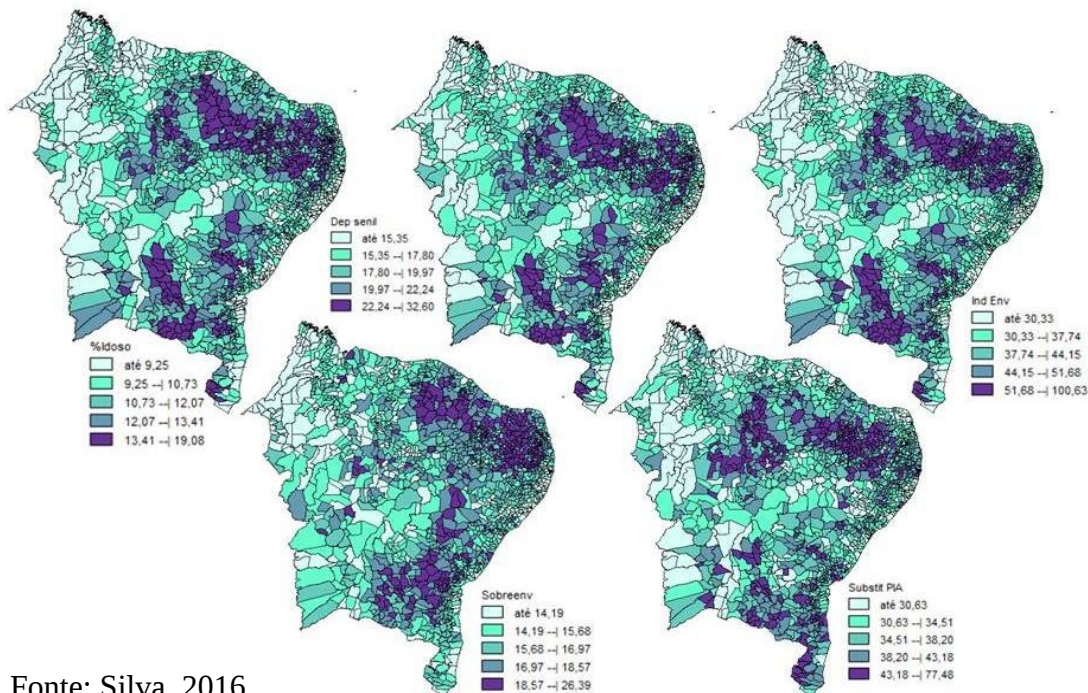 Dep senil
até 15,35
15,35 --| 17,80
17,80 --| 19,97
19,97 --| 22,24
22,24 --| 32,60
Ind Env
até 30,33
30,33 --| 37,74
37,74 --| 44,15
44,15 --| 51,68
51,68 --| 100,63
%Idoso
até 9,25
9,25 --| 10,73
10,73 --| 12,07
12,07 --| 13,41
13,41 --| 19,08
Sobreenv
até 14,19
14,19 --| 15,68
15,68 --| 16,97
16,97 --| 18,57
18,57 --| 26,39
Substit PIA
até 30,63
30,63 --| 34,51
34,51 --| 38,20
38,20 --| 43,18
43,18 --| 77,48
Fonte: Silva, 2016